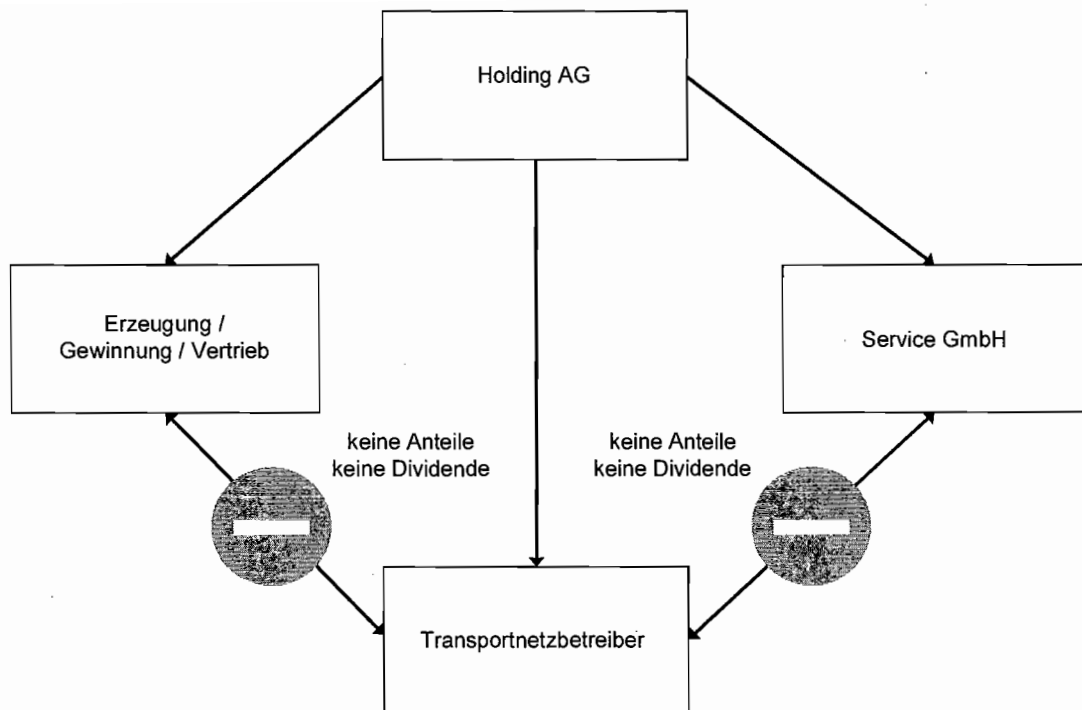 Holding AG
Erzeugung /
Gewinnung / Vertrieb
Service GmbH
keine Anteile
keine Dividende
keine Anteile
keine Dividende
Transportnetzbetreiber